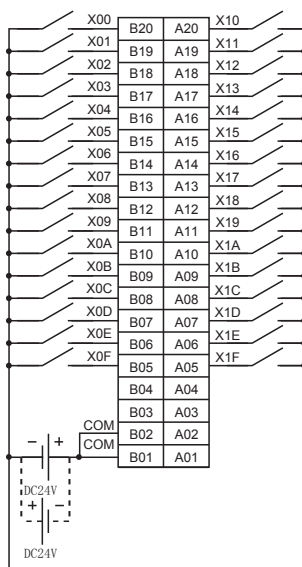 X00 B20 A20 X10
X01 B19 A19 X11
X02 B18 A18 X12
X03 B17 A17 X13
X04 B16 A16 X14
X05 B15 A15 X15
X06 B14 A14 X16
X07 B13 A13 X17
X08 B12 A12 X18
X09 B11 A11 X19
X0A B10 A10 X1A
X0B B09 A09 X1B
X0C B08 A08 X1C
X0D B07 A07 X1D
X0E B06 A06 X1E
X0F B05 A05 X1F
B04 A04
B03 A03
COM B02 A02
COM B01 A01
− +
DC24V
+ −
DC24V